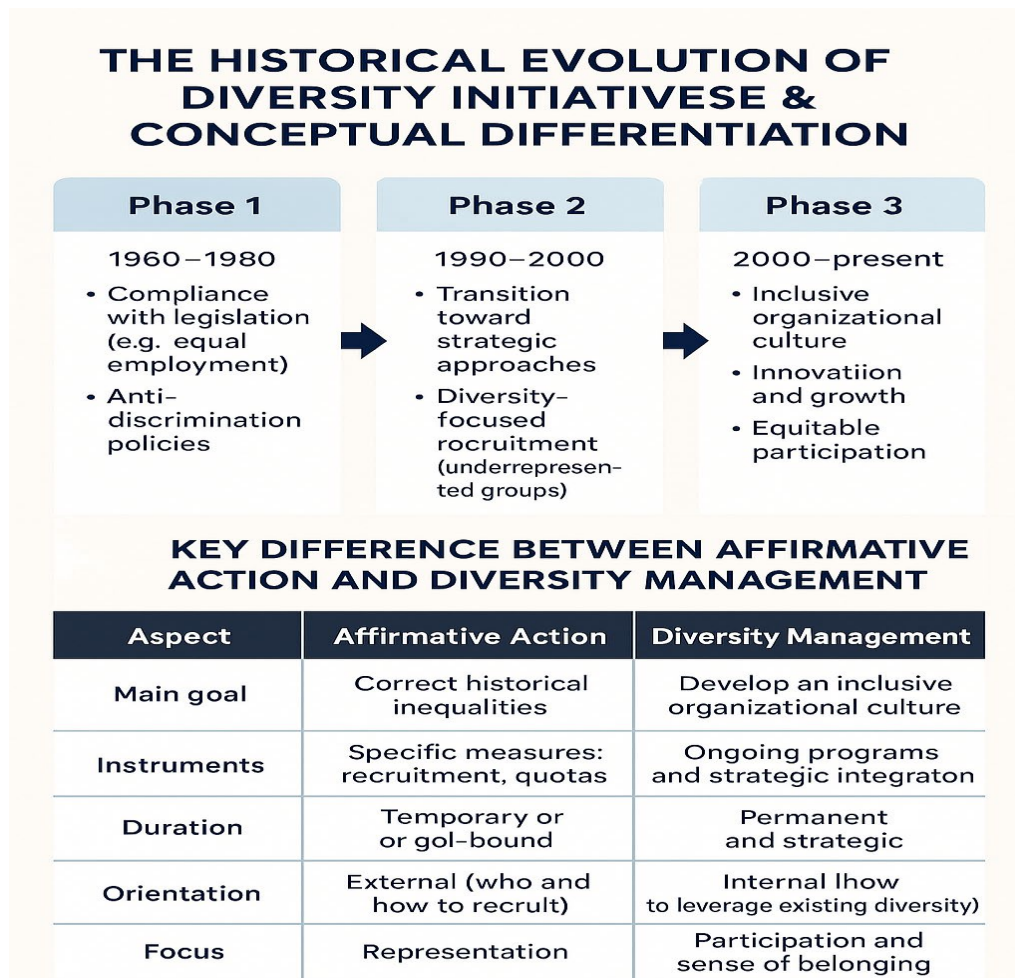 THE HISTORICAL EVOLUTION OF
DIVERSITY INITIATIVESE &
CONCEPTUAL DIFFERENTIATION
Phase 1
1960–1980
• Compliance
with legislation
(e.g. equal
employment)
• Anti-
discrimination
policies
Phase 2
1990–2000
• Transition
toward
strategic
approaches
• Diversity-
focused
rocruitment
(underrepresen-
ted groups)
Phase 3
2000–present
• Inclusive
organizational
culture
• Innovatiion
and growth
• Equitable
participation
KEY DIFFERENCE BETWEEN AFFIRMATIVE
ACTION AND DIVERSITY MANAGEMENT
Aspect
Affirmative Action
Diversity Management
Main goal
Correct historical
inequalities
Develop an inclusive
organizational culture
Instruments
Specific measures:
recruitment, quotas
Ongoing programs
and strategic integraton
Duration
Temporary or
or gol-bound
Permanent
and strategic
Orientation
External (who and
how to recrult)
Internal lhow
to leverage existing diversity)
Focus
Representation
Participation and
sense of belonging